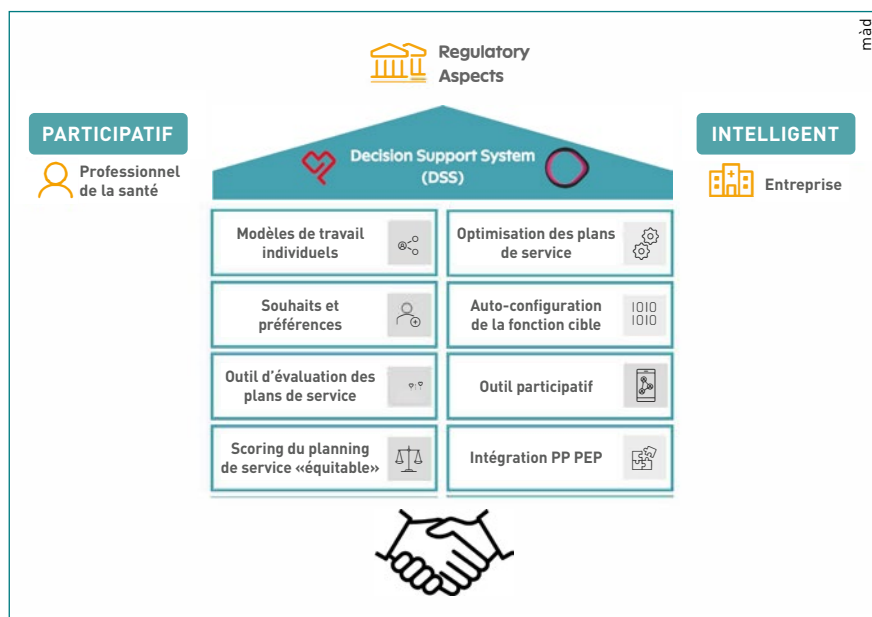 màd
Regulatory
Aspects
PARTICIPATIF
Professionnel
de la santé
INTELLIGENT
Entreprise
Decision Support System
(DSS)
Modèles de travail
individuels
Optimisation des plans
de service
Souhaits et
préférences
Auto-configuration
de la fonction cible
1010
1010
Outil d’évaluation des
plans de service
Outil participatif
Scoring du planning
de service «équitable»
Intégration PP PEP